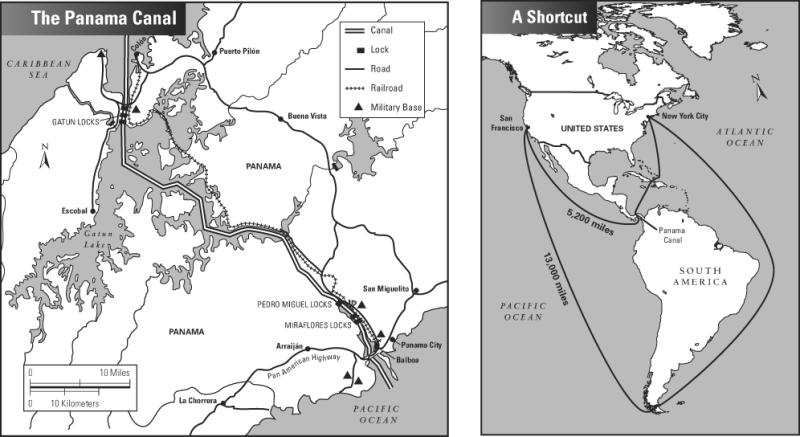 The Panama Canal
CARIBBEAN
SEA
Colón
Puerto Pilón
Canal
Lock
Road
Railroad
Military Base
GATUN LOCKS
Buena Vista
N
PANAMA
Escobal
Gatun
Lake
San Miguelito
PEDRO MIGUEL LOCKS
MIRAFLORES LOCKS
PANAMA
Panama City
Arraiján
Balboa
Pan American Highway
0 10 Miles
0 10 Kilometers
La Chorrera
PACIFIC
OCEAN
A Shortcut
N
San
Francisco
UNITED STATES
New York City
ATLANTIC
OCEAN
5,200 miles
Panama
Canal
13,000 miles
SOUTH
AMERICA
PACIFIC
OCEAN